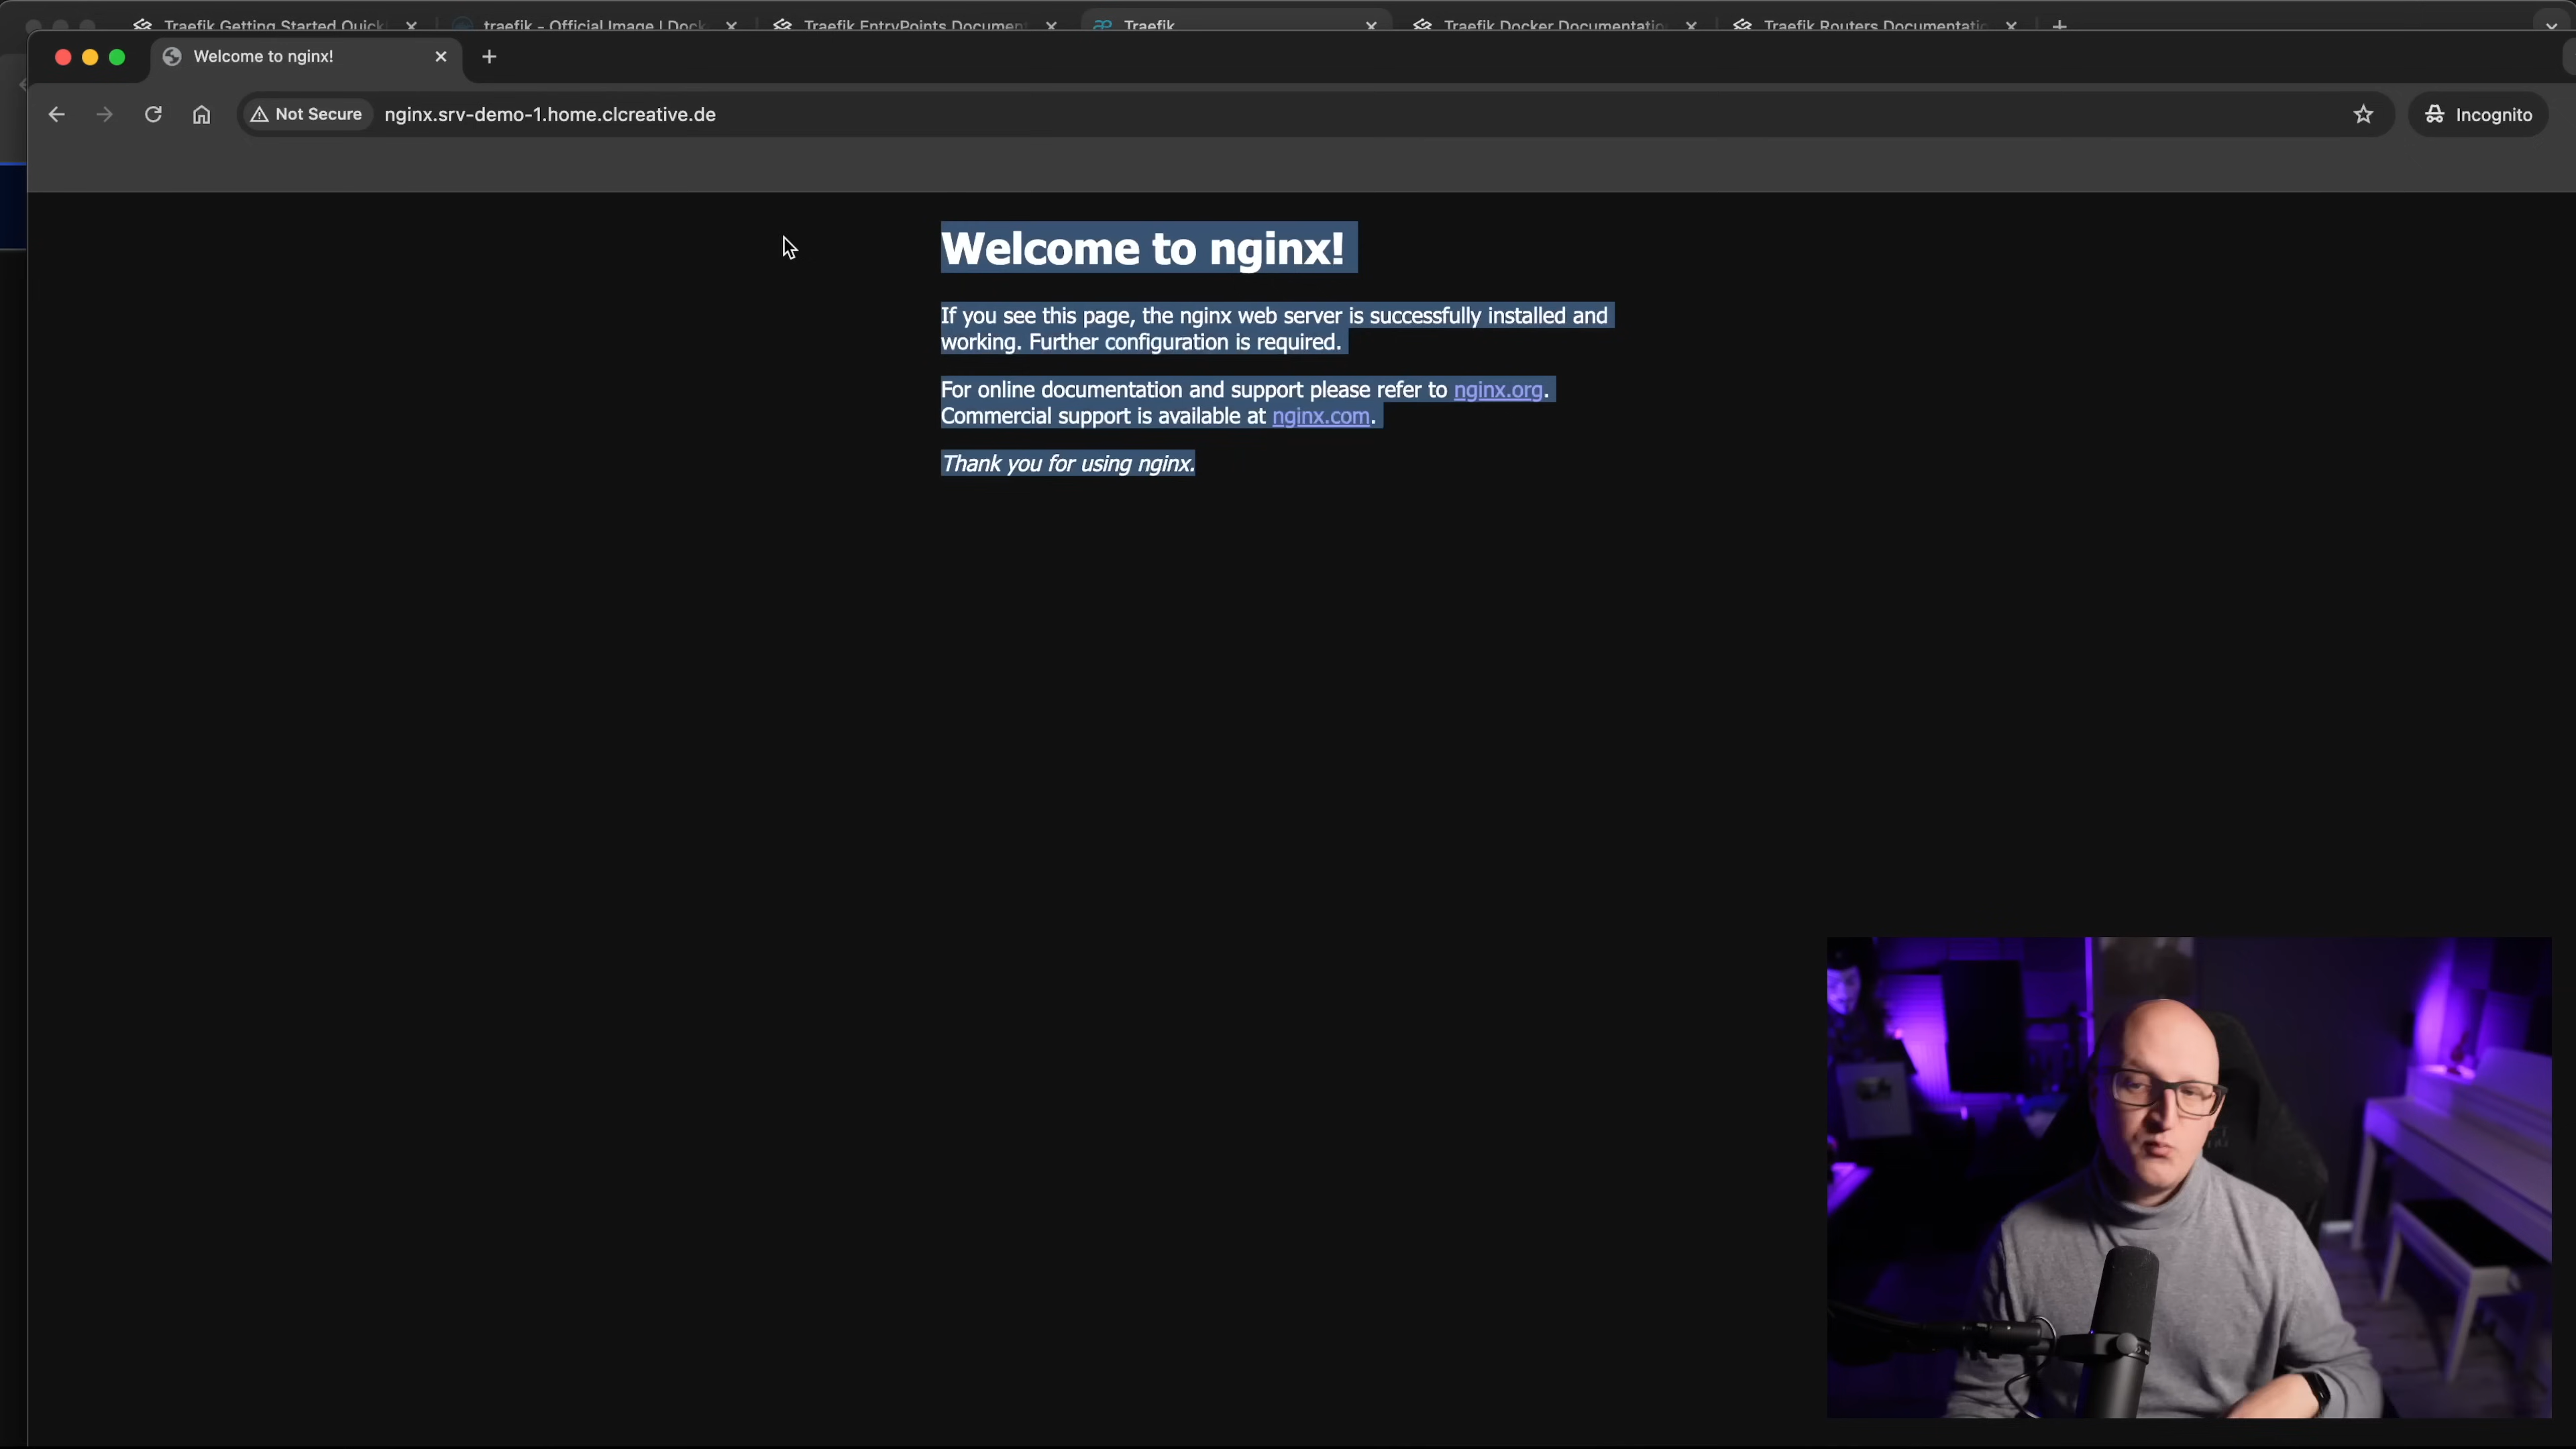 Traefik Getting Started Quick
traefik - Official Image | Dock
Traefik EntryPoints Document
Traefik
Traefik Docker Documentatio
Traefik Routers Documentatio
Welcome to nginx!
Not Secure
nginx.srv-demo-1.home.clcreative.de
Incognito
Welcome to nginx!
If you see this page, the nginx web server is successfully installed and
working. Further configuration is required.
For online documentation and support please refer to nginx.org.
Commercial support is available at nginx.com.
Thank you for using nginx.